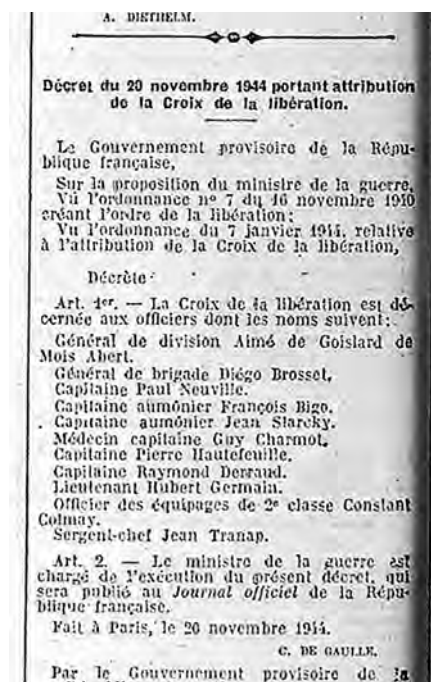 A. DIETHELM.
Décret du 20 novembre 1944 portant attribution
de la Croix de la libération.
Le Gouvernement provisoire de la Répu-
blique française,
Sur la proposition du ministre de la guerre,
Vu l'ordonnance n° 7 du 16 novembre 1940
créant l'ordre de la libération;
Vu l'ordonnance du 7 janvier 1944, relative
à l'attribution de la Croix de la libération,
Décrète:
Art. 1er. — La Croix de la libération est dé-
cernée aux officiers dont les noms suivent:
Général de division Aimé de Goislard de
Mois Abert.
Général de brigade Diégo Brosset.
Capitaine Paul Neuville.
Capitaine aumônier François Bigo.
Capitaine aumônier Jean Starcky.
Médecin capitaine Guy Charmot.
Capitaine Pierre Hautefeuille.
Capitaine Raymond Derraud.
Lieutenant Hubert Germain.
Officier des équipages de 2e classe Constant
Colmay.
Sergent-chef Jean Tranap.
Art. 2. — Le ministre de la guerre est
chargé de l'exécution du présent décret, qui
sera publié au Journal officiel de la Répu-
blique française.
Fait à Paris, le 20 novembre 1944.
C. DE GAULLE.
Par le Gouvernement provisoire de la